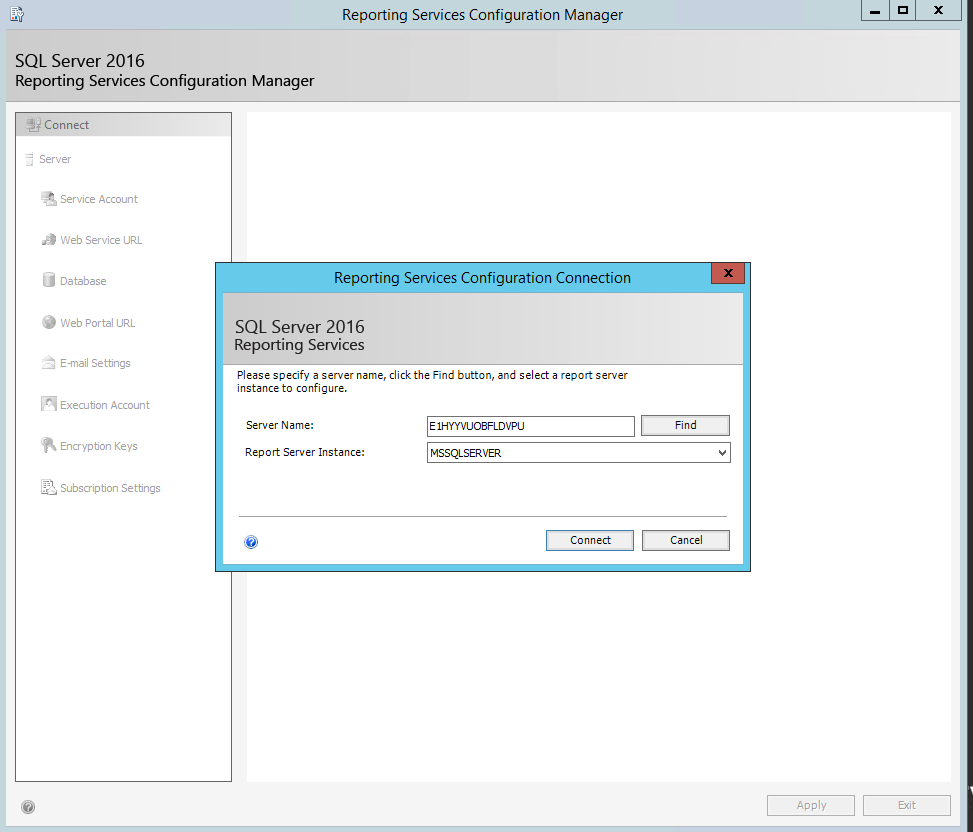 Reporting Services Configuration Manager
SQL Server 2016
Reporting Services Configuration Manager
Connect
Server
Service Account
Web Service URL
Database
Web Portal URL
E-mail Settings
Execution Account
Encryption Keys
Subscription Settings
Reporting Services Configuration Connection
X
SQL Server 2016
Reporting Services
Please specify a server name, click the Find button, and select a report server
instance to configure.
Server Name:
E1HYYVUOBFLDVPU
Find
Report Server Instance:
MSSQLSERVER
Connect
Cancel
Apply
Exit